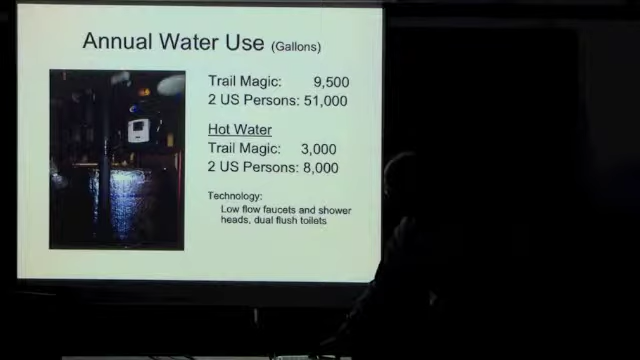 Annual Water Use (Gallons)
Trail Magic: 9,500
2 US Persons: 51,000
Hot Water
Trail Magic: 3,000
2 US Persons: 8,000
Technology:
Low flow faucets and shower
heads, dual flush toilets